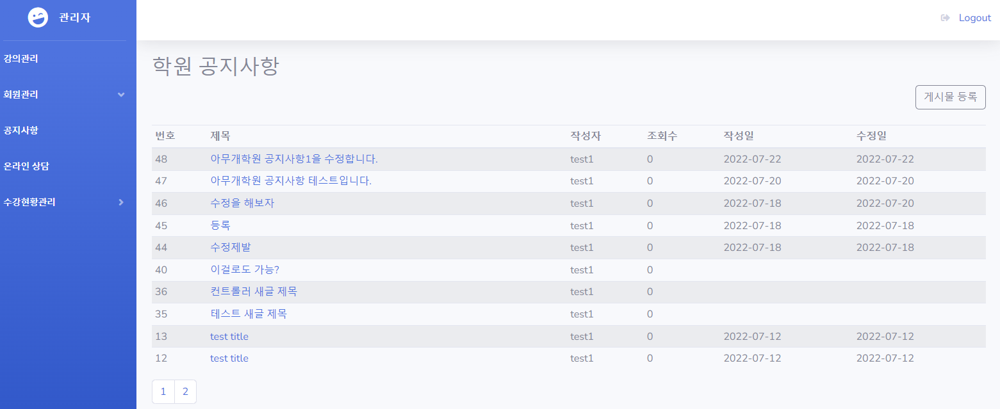 관리자
Logout
강의관리
회원관리
공지사항
온라인 상담
수강현황관리
학원 공지사항
게시물 등록
번호 제목 작성자 조회수 작성일 수정일
48 아무개학원 공지사항1을 수정합니다. test1 0 2022-07-22 2022-07-22
47 아무개학원 공지사항 테스트입니다. test1 0 2022-07-20 2022-07-20
46 수정을 해보자 test1 0 2022-07-18 2022-07-20
45 등록 test1 0 2022-07-18 2022-07-18
44 수정제발 test1 0 2022-07-18 2022-07-18
40 이걸로도 가능? test1 0
36 컨트롤러 새글 제목 test1 0
35 테스트 새글 제목 test1 0
13 test title test1 0 2022-07-12 2022-07-12
12 test title test1 0 2022-07-12 2022-07-12
1 2